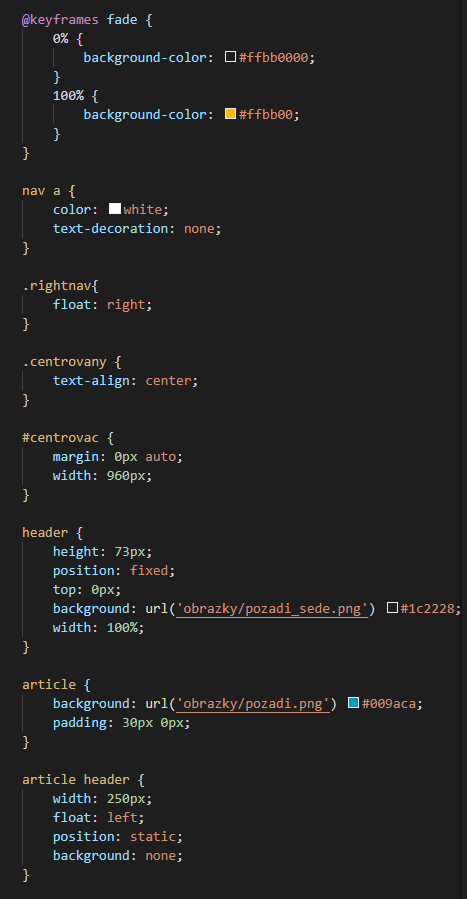 @keyframes fade {
    0% {
        background-color: #ffbb0000;
    }
    100% {
        background-color: #ffbb00;
    }
}

nav a {
    color: white;
    text-decoration: none;
}

.rightnav{
    float: right;
}

.centrovany {
    text-align: center;
}

#centrovac {
    margin: 0px auto;
    width: 960px;
}

header {
    height: 73px;
    position: fixed;
    top: 0px;
    background: url('obrazky/pozadi_sede.png') #1c2228;
    width: 100%;
}

article {
    background: url('obrazky/pozadi.png') #009aca;
    padding: 30px 0px;
}

article header {
    width: 250px;
    float: left;
    position: static;
    background: none;
}